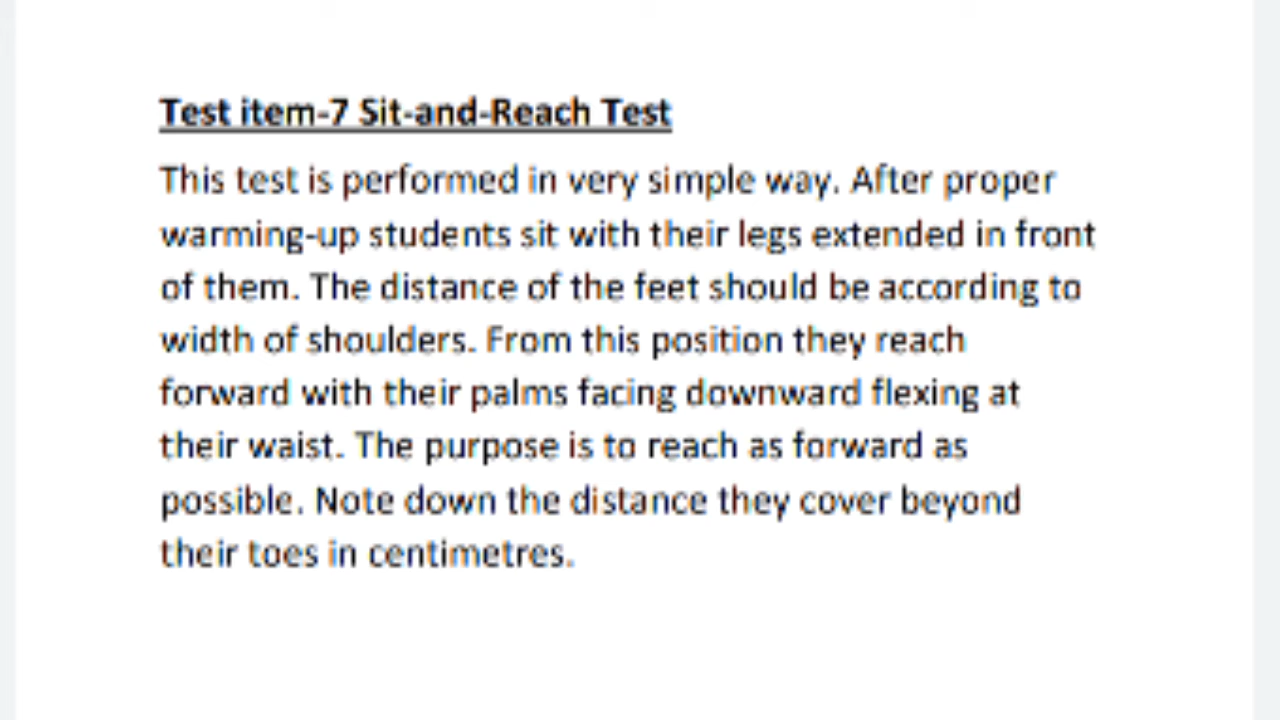 Test item-7 Sit-and-Reach Test
This test is performed in very simple way. After proper
warming-up students sit with their legs extended in front
of them. The distance of the feet should be according to
width of shoulders. From this position they reach
forward with their palms facing downward flexing at
their waist. The purpose is to reach as forward as
possible. Note down the distance they cover beyond
their toes in centimetres.